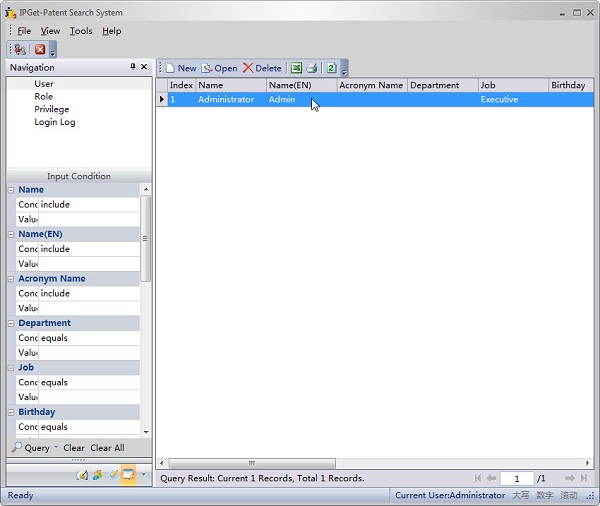 IPGet-Patent Search System
File View Tools Help
Navigation
User
Role
Privilege
Login Log
Input Condition
Name
Conc include
Valu
Name(EN)
Conc include
Valu
Acronym Name
Conc include
Valu
Department
Conc equals
Valu
Job
Conc equals
Valu
Birthday
Conc equals
Query Clear Clear All
New Open Delete
Index Name Name(EN) Acronym Name Department Job Birthday
1 Administrator Admin Executive
Query Result: Current 1 Records, Total 1 Records.
1 /1
Ready
Current User:Administrator 大写 数字 滚动